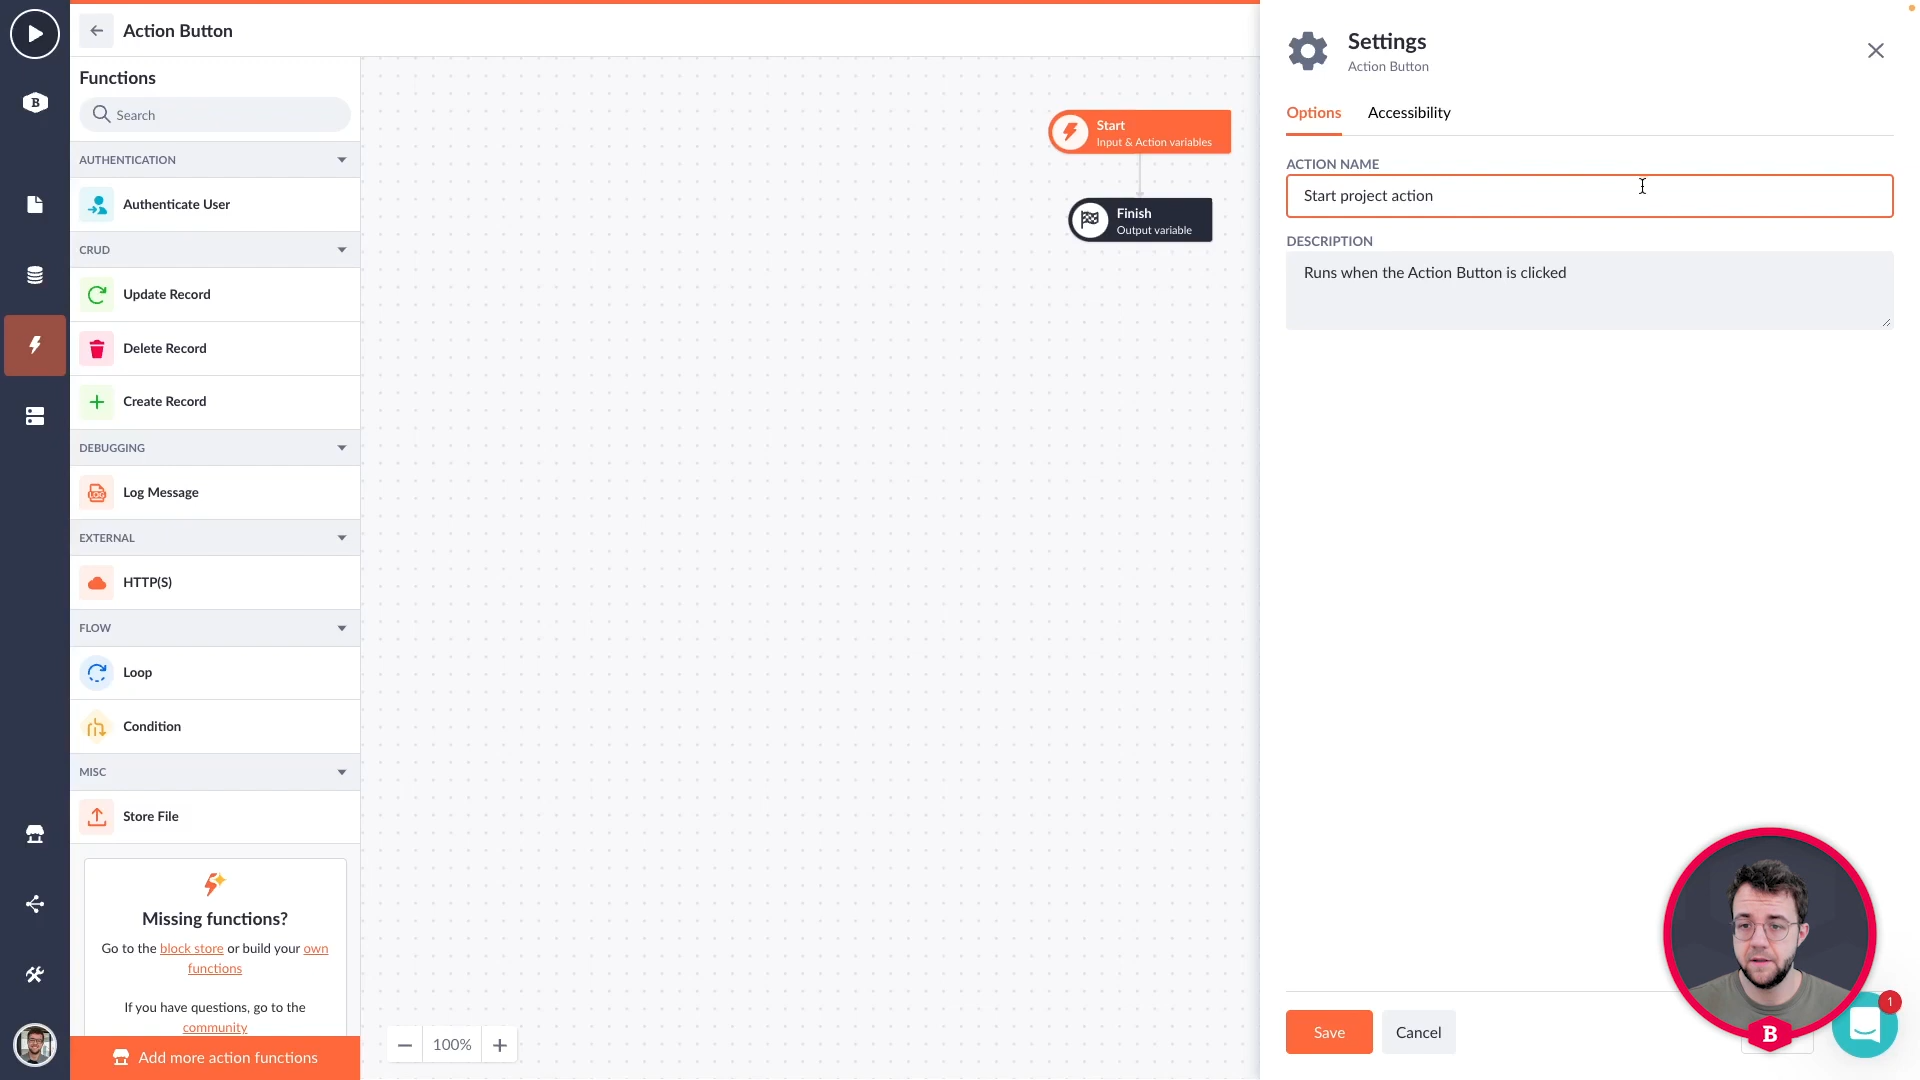 B
Action Button
Functions
Search
AUTHENTICATION
Authenticate User
CRUD
Update Record
Delete Record
Create Record
DEBUGGING
LOG
Log Message
EXTERNAL
HTTP(S)
FLOW
Loop
Condition
MISC
Store File
Missing functions?
Go to the block store or build your own
functions
If you have questions, go to the
community
Add more action functions
Start
Input & Action variables
Finish
Output variable
100%
Settings
Action Button
Options
Accessibility
ACTION NAME
Start project action
DESCRIPTION
Runs when the Action Button is clicked
Save
Cancel
B
1